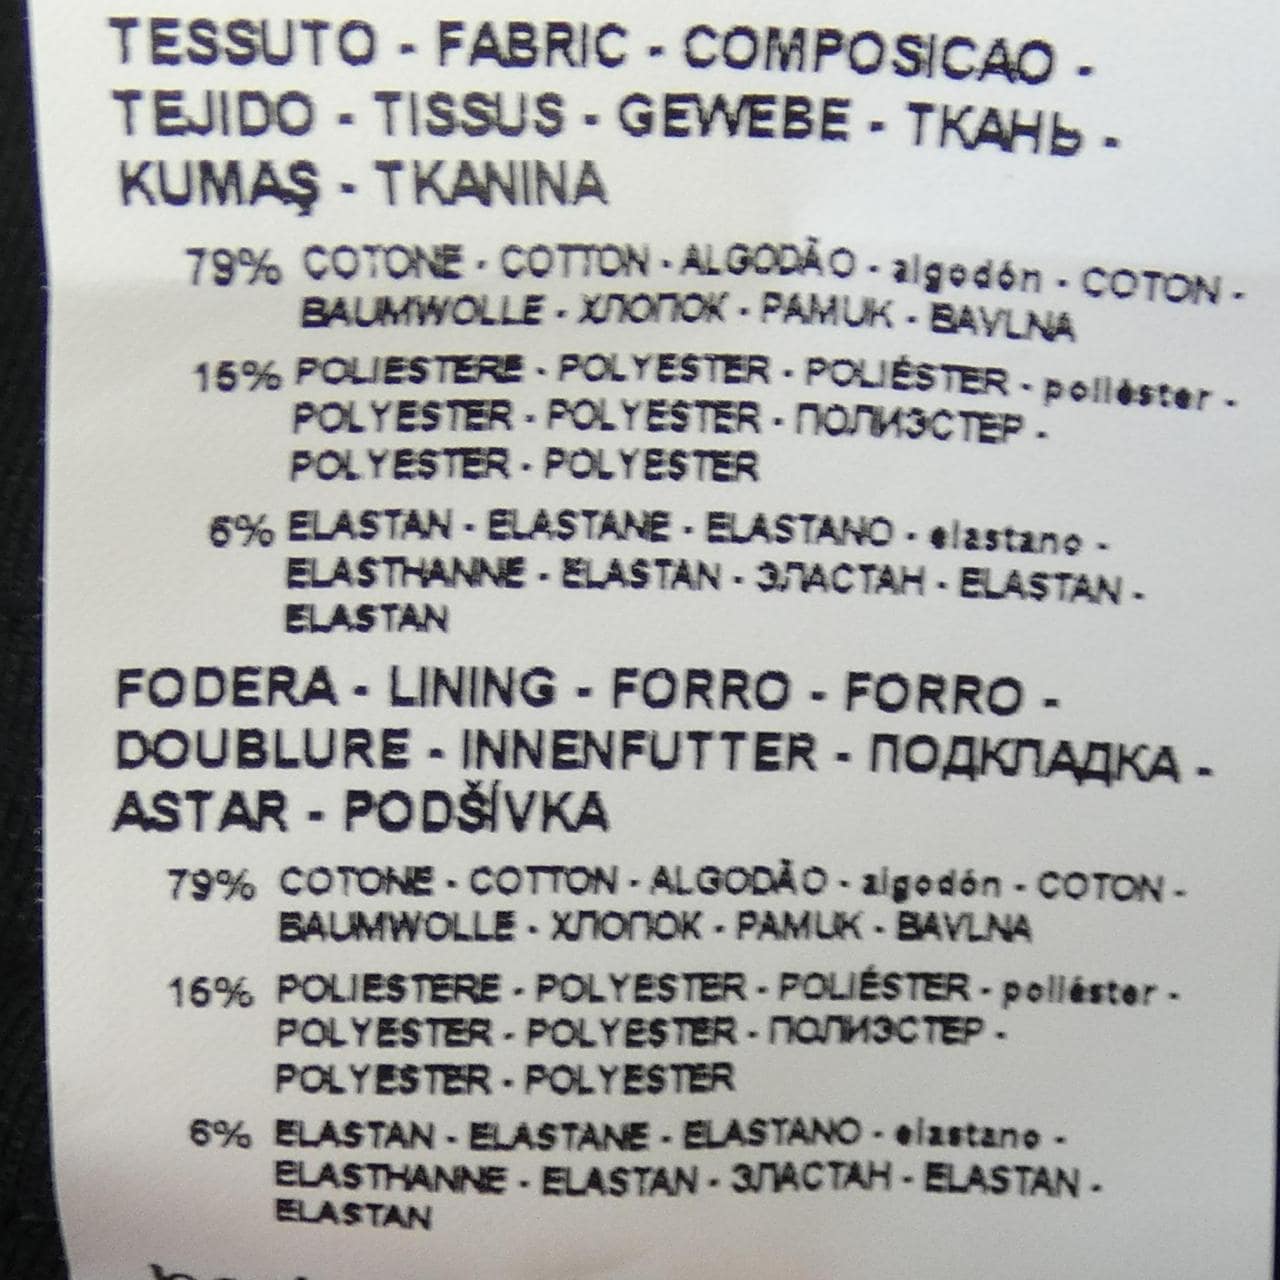 TESSUTO - FABRIC - COMPOSICAO -
TEJIDO - TISSUS - GEWEBE - ТКАНЬ -
KUMAŞ - TKANINA
79% COTONE - COTTON - ALGODÃO - algodón - COTON -
BAUMWOLLE - ХЛОПОК - PAMUK - BAVLNA
15% POLIESTERE - POLYESTER - POLIÉSTER - poliéster -
POLYESTER - POLYESTER - ПОЛИЭСТЕР -
POLYESTER - POLYESTER
6% ELASTAN - ELASTANE - ELASTANO - elastano -
ELASTHANNE - ELASTAN - ЭЛАСТАН - ELASTAN -
ELASTAN
FODERA - LINING - FORRO - FORRO -
DOUBLURE - INNENFUTTER - ПОДКЛАДКА -
ASTAR - PODŠÍVKA
79% COTONE - COTTON - ALGODÃO - algodón - COTON -
BAUMWOLLE - ХЛОПОК - PAMUK - BAVLNA
15% POLIESTERE - POLYESTER - POLIÉSTER - poliéster -
POLYESTER - POLYESTER - ПОЛИЭСТЕР -
POLYESTER - POLYESTER
6% ELASTAN - ELASTANE - ELASTANO - elastano -
ELASTHANNE - ELASTAN - ЭЛАСТАН - ELASTAN -
ELASTAN